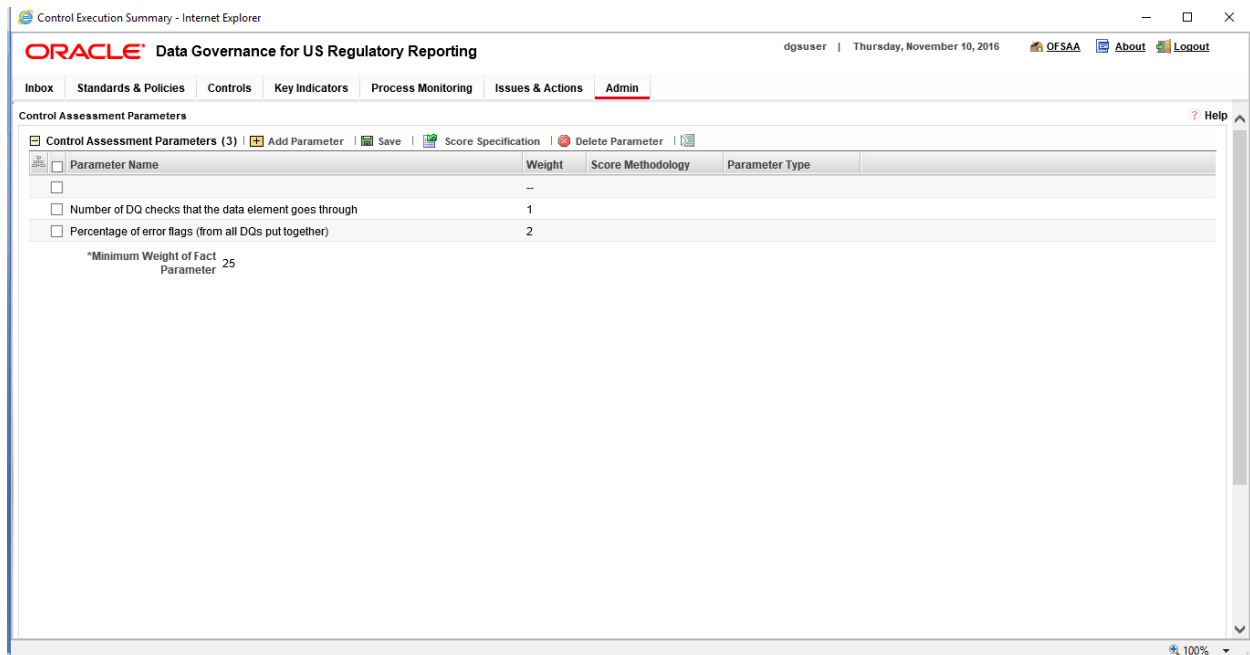 Control Execution Summary - Internet Explorer
ORACLE® Data Governance for US Regulatory Reporting
dgsuser | Thursday, November 10, 2016 OFSAA About Logout
Inbox Standards & Policies Controls Key Indicators Process Monitoring Issues & Actions Admin
Control Assessment Parameters
? Help
Control Assessment Parameters (3) | Add Parameter | Save | Score Specification | Delete Parameter |
Parameter Name Weight Score Methodology Parameter Type
--
Number of DQ checks that the data element goes through 1
Percentage of error flags (from all DQs put together) 2
*Minimum Weight of Fact
Parameter 25
100%